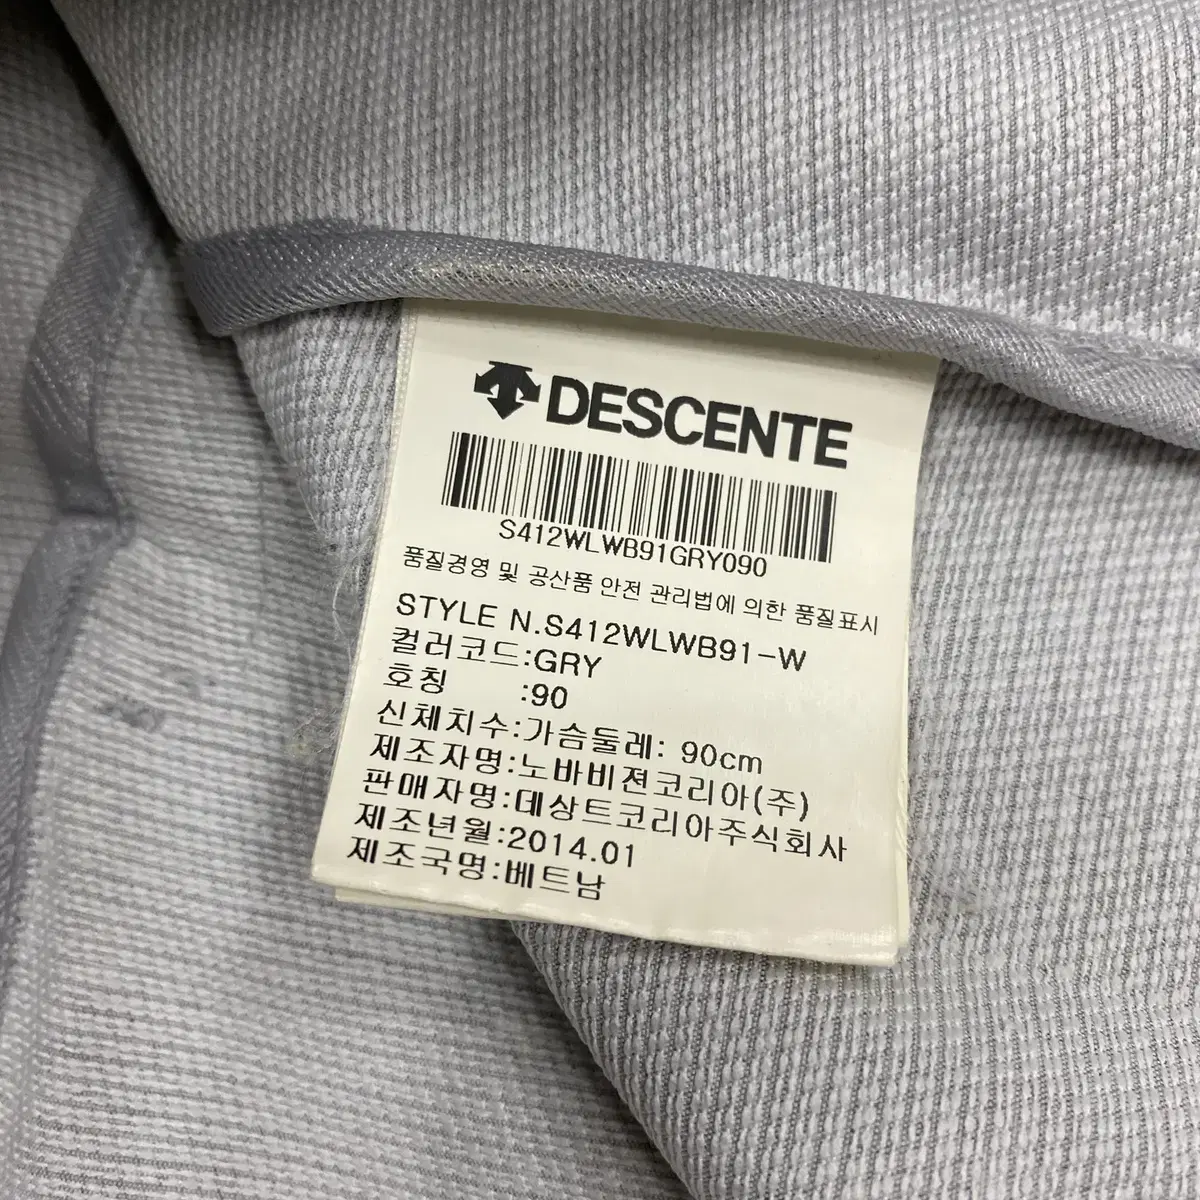 DESCENTE
S412WLWB91GRY090
품질경영 및 공산품 안전 관리법에 의한 품질표시
STYLE N.S412WLWB91-W
컬러코드:GRY
호칭 :90
신체치수:가슴둘레: 90cm
제조자명:노바비젼코리아(주)
판매자명:데상트코리아주식회사
제조년월:2014.01
제조국명:베트남